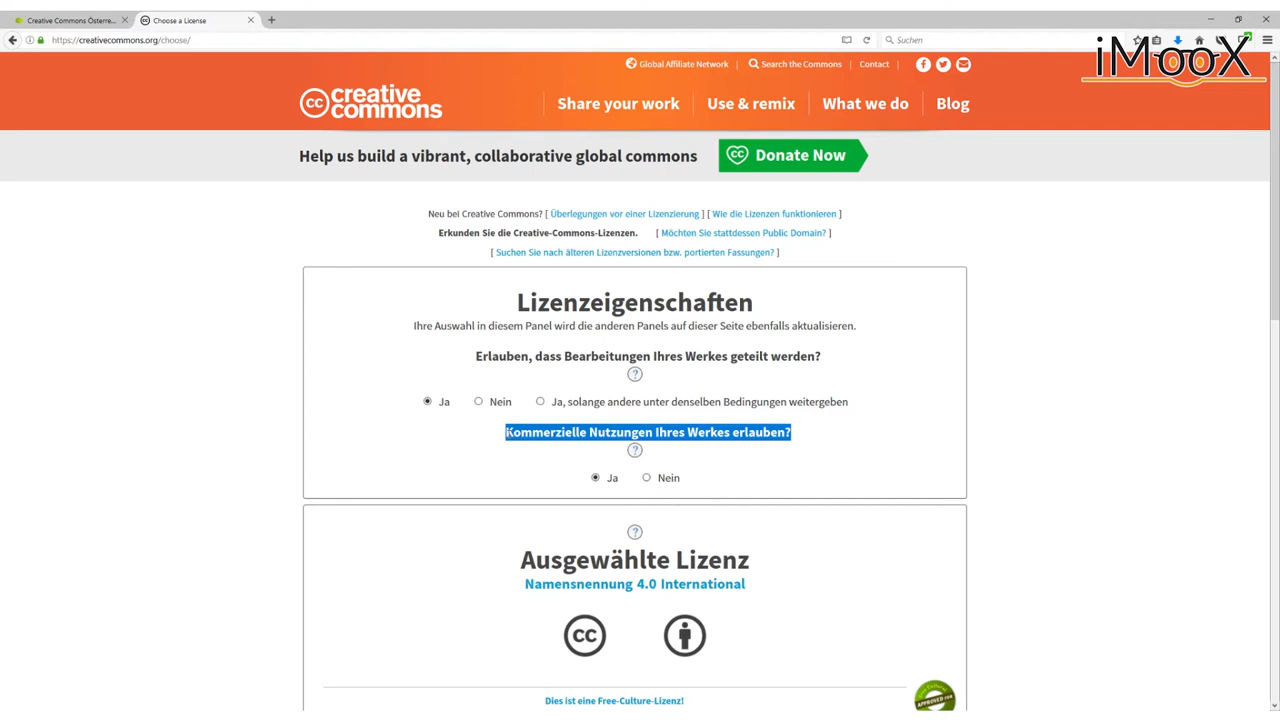 Creative Commons Österre...
Choose a License
https://creativecommons.org/choose/
Suchen
iMooX
Global Affiliate Network
Search the Commons
Contact
cc creative commons
Share your work
Use & remix
What we do
Blog
Help us build a vibrant, collaborative global commons
cc Donate Now
Neu bei Creative Commons? [ Überlegungen vor einer Lizenzierung ] [ Wie die Lizenzen funktionieren ]
Erkunden Sie die Creative-Commons-Lizenzen. [ Möchten Sie stattdessen Public Domain? ]
[ Suchen Sie nach älteren Lizenzversionen bzw. portierten Fassungen? ]
Lizenzeigenschaften
Ihre Auswahl in diesem Panel wird die anderen Panels auf dieser Seite ebenfalls aktualisieren.
Erlauben, dass Bearbeitungen Ihres Werkes geteilt werden?
?
Ja Nein Ja, solange andere unter denselben Bedingungen weitergeben
Kommerzielle Nutzungen Ihres Werkes erlauben?
?
Ja Nein
?
Ausgewählte Lizenz
Namensnennung 4.0 International
cc
Dies ist eine Free-Culture-Lizenz!
APPROVED FOR